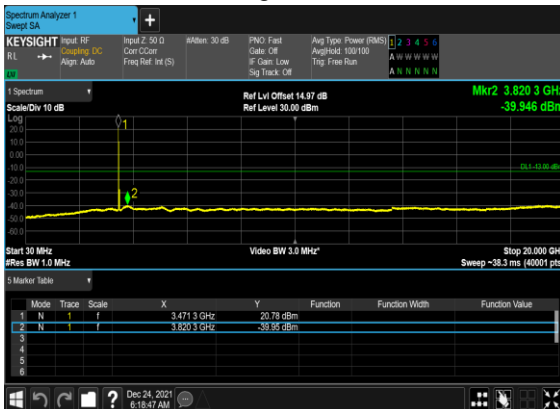 Spectrum Analyzer 1
Swept SA
KEYSIGHT Input: RF Input Z: 50 Ω #Atten: 30 dB PNO: Fast Avg Type: Power (RMS) 1 2 3 4 5 6
RL Coupling: DC Corr CCorr Gate: Off Avg|Hold: 100/100 A W W W W W
Align: Auto Freq Ref: Int (S) IF Gain: Low Trig: Free Run
Sig Track: Off A N N N N N
1 Spectrum Ref Lvl Offset 14.97 dB Mkr2 3.820 3 GHz
Scale/Div 10 dB Ref Level 30.00 dBm -39.946 dBm
Log
20.0
10.0
0.00
-10.0
DL1 -13.00 dBm
-20.0
-30.0
-40.0
-50.0
-60.0
1
2
Start 30 MHz Video BW 3.0 MHz* Stop 20.000 GHz
#Res BW 1.0 MHz Sweep ~38.3 ms (40001 pts)
5 Marker Table
Mode Trace Scale X Y Function Function Width Function Value
1 N 1 f 3.471 3 GHz 20.78 dBm
2 N 1 f 3.820 3 GHz -39.95 dBm
3
4
5
6
? Dec 24, 2021
6:18:47 AM